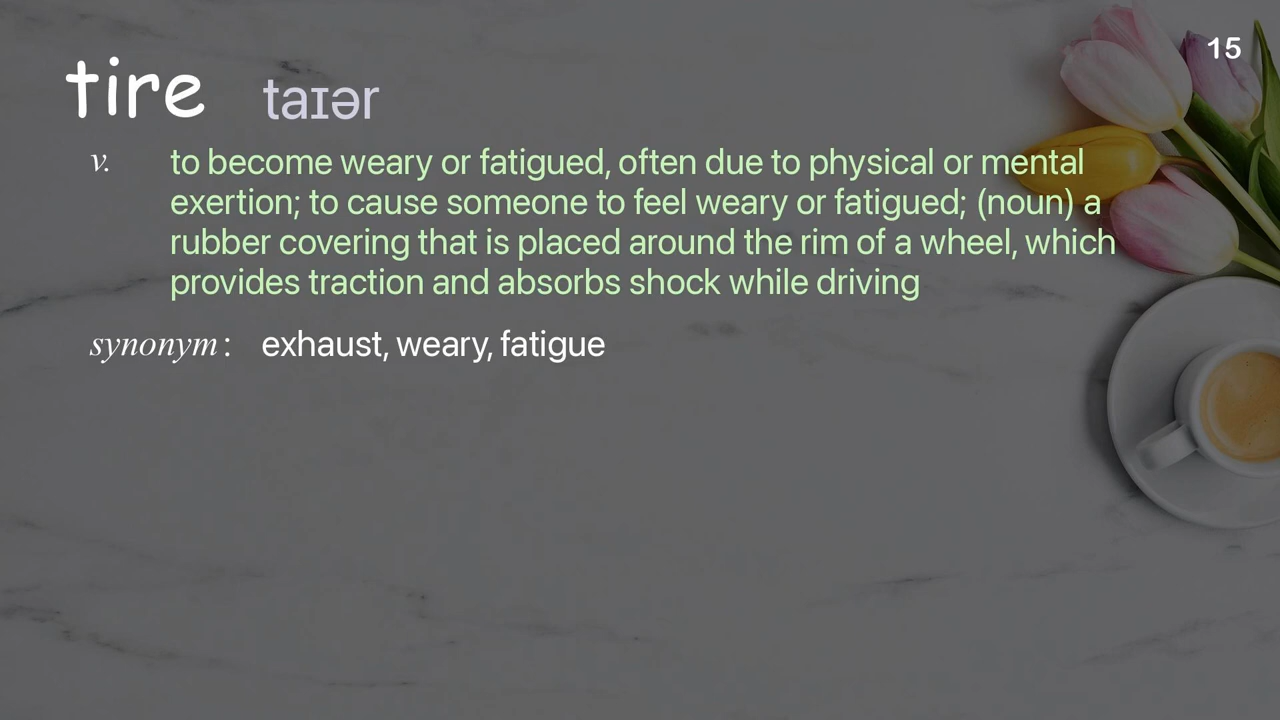 15
tire taɪər
v. to become weary or fatigued, often due to physical or mental
exertion; to cause someone to feel weary or fatigued; (noun) a
rubber covering that is placed around the rim of a wheel, which
provides traction and absorbs shock while driving
synonym : exhaust, weary, fatigue